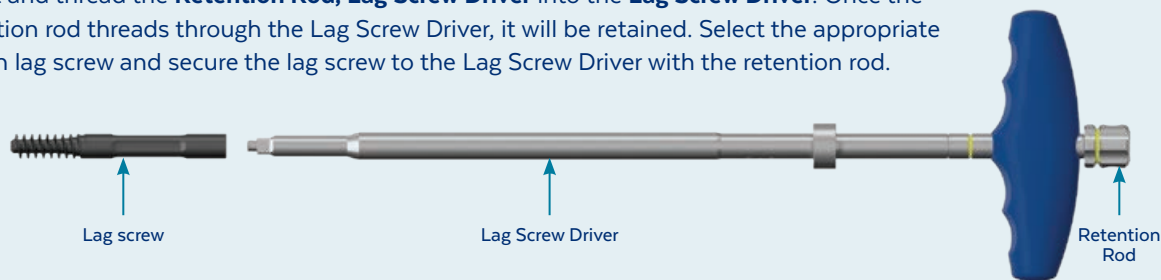 and thread the Retention Rod, Lag Screw Driver into the Lag Screw Driver. Once the
tion rod threads through the Lag Screw Driver, it will be retained. Select the appropriate
lag screw and secure the lag screw to the Lag Screw Driver with the retention rod.
Lag screw
Lag Screw Driver
Retention
Rod